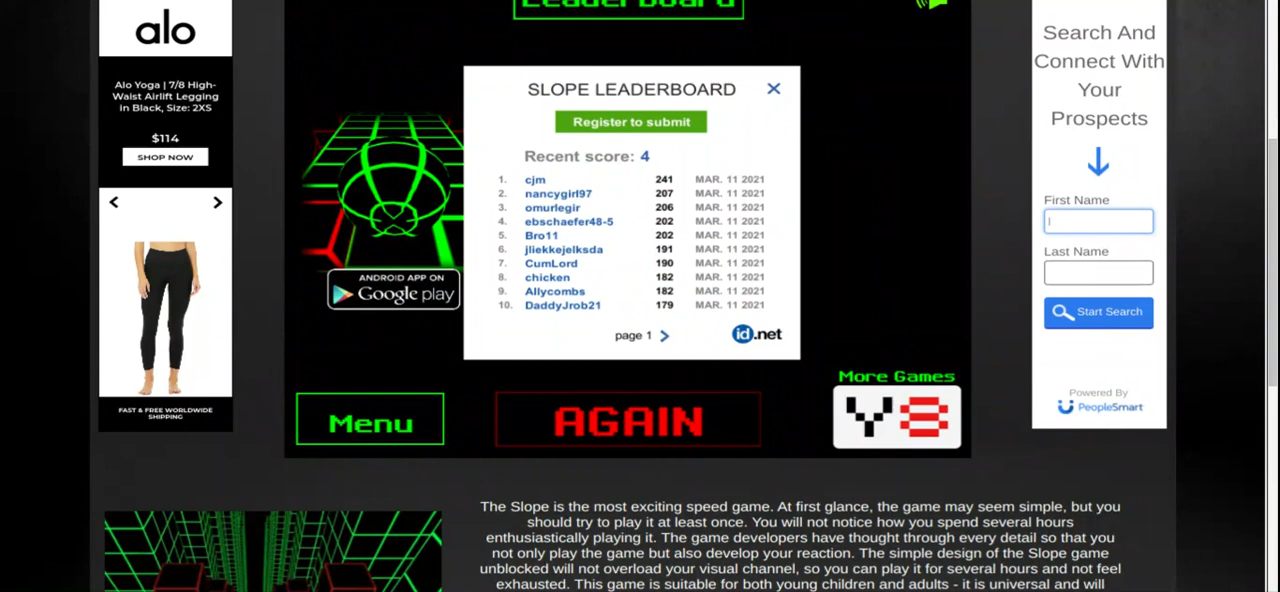 Leaderboard
alo
Alo Yoga | 7/8 High-
Waist Airlift Legging
in Black, Size: 2XS
$114
SHOP NOW
FAST & FREE WORLDWIDE
SHIPPING
SLOPE LEADERBOARD
Register to submit
Recent score: 4
1. cjm 241 MAR. 11 2021
2. nancygirl97 207 MAR. 11 2021
3. omurlegir 206 MAR. 11 2021
4. ebschaefer48-5 202 MAR. 11 2021
5. Bro11 202 MAR. 11 2021
6. jliekkejelksda 191 MAR. 11 2021
7. CumLord 190 MAR. 11 2021
8. chicken 182 MAR. 11 2021
9. Allycombs 182 MAR. 11 2021
10. DaddyJrob21 179 MAR. 11 2021
page 1
id.net
ANDROID APP ON
Google play
Menu
AGAIN
More Games
Y8
Search And
Connect With
Your
Prospects
First Name
Last Name
Start Search
Powered By
PeopleSmart
The Slope is the most exciting speed game. At first glance, the game may seem simple, but you
should try to play it at least once. You will not notice how you spend several hours
enthusiastically playing it. The game developers have thought through every detail so that you
not only play the game but also develop your reaction. The simple design of the Slope game
unblocked will not overload your visual channel, so you can play it for several hours and not feel
exhausted. This game is suitable for both young children and adults - it is universal and will